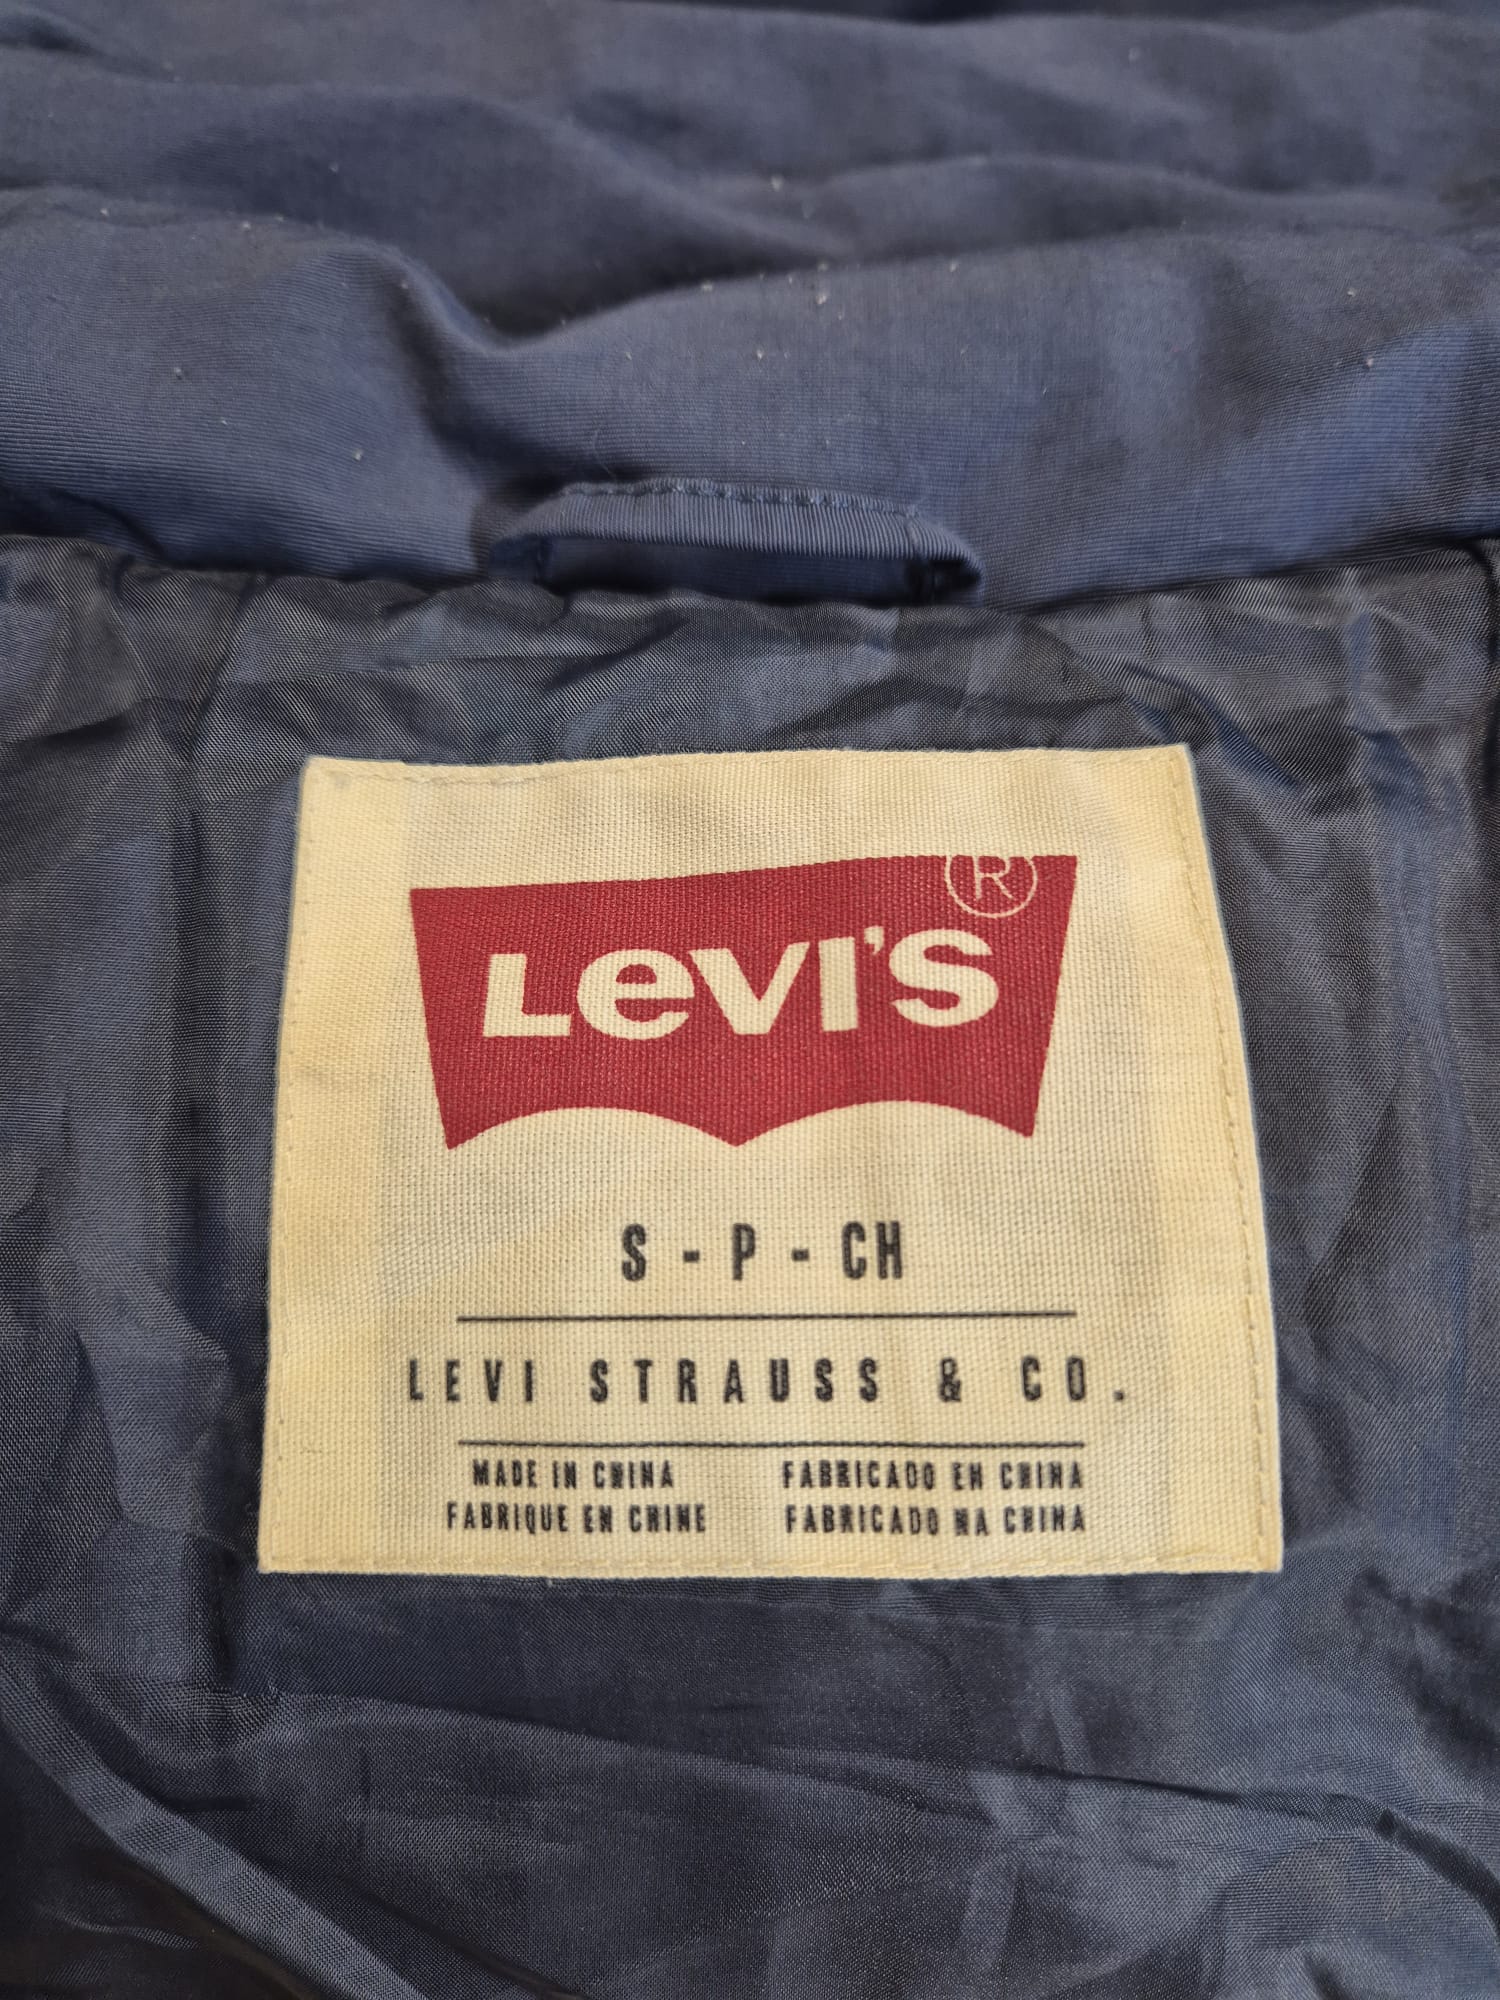 LEVI'S®
S - P - CH
LEVI STRAUSS & CO.
MADE IN CHINA FABRICADO EN CHINA
FABRIQUE EN CHINE FABRICADO NA CHINA